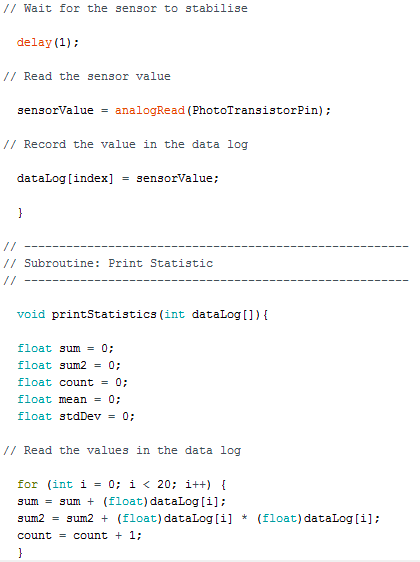 // Wait for the sensor to stabilise
delay(1);
// Read the sensor value
sensorValue = analogRead(PhotoTransistorPin);
// Record the value in the data log
dataLog[index] = sensorValue;
}
// -------------------------------------------------------
// Subroutine: Print Statistic
// -------------------------------------------------------
void printStatistics(int dataLog[]){
float sum = 0;
float sum2 = 0;
float count = 0;
float mean = 0;
float stdDev = 0;
// Read the values in the data log
for (int i = 0; i < 20; i++) {
sum = sum + (float)dataLog[i];
sum2 = sum2 + (float)dataLog[i] * (float)dataLog[i];
count = count + 1;
}